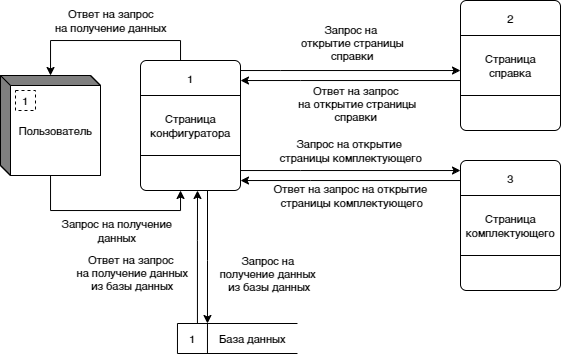 Ответ на запрос
на получение данных
Запрос на
открытие страницы
справки
2
Страница
справка
1
Пользователь
1
Страница
конфигуратора
Ответ на запрос
на открытие страницы
справки
Запрос на открытие
страницы комплектующего
Ответ на запрос на открытие
страницы комплектующего
3
Страница
комплектующего
Запрос на получение
данных
Ответ на запрос
на получение данных
из базы данных
Запрос на
получение данных
из базы данных
1
База данных